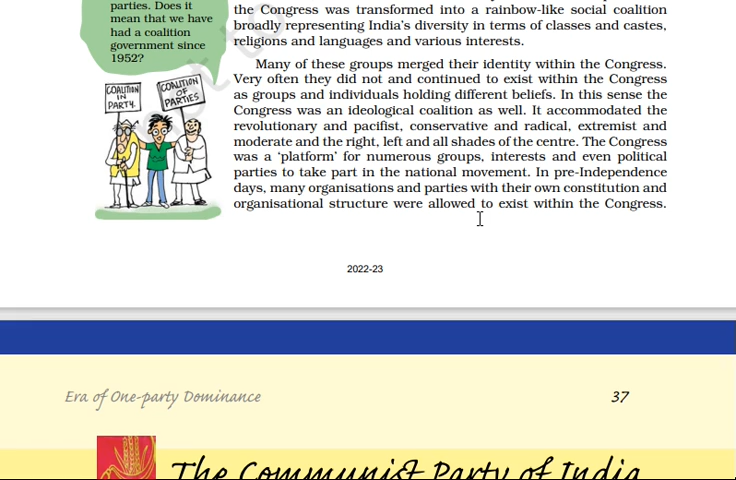 parties. Does it
mean that we have
had a coalition
government since
1952?
COALITION
IN
PARTY.
COALITION
OF
PARTIES
the Congress was transformed into a rainbow-like social coalition
broadly representing India's diversity in terms of classes and castes,
religions and languages and various interests.
Many of these groups merged their identity within the Congress.
Very often they did not and continued to exist within the Congress
as groups and individuals holding different beliefs. In this sense the
Congress was an ideological coalition as well. It accommodated the
revolutionary and pacifist, conservative and radical, extremist and
moderate and the right, left and all shades of the centre. The Congress
was a ‘platform’ for numerous groups, interests and even political
parties to take part in the national movement. In pre-Independence
days, many organisations and parties with their own constitution and
organisational structure were allowed to exist within the Congress.
2022-23
Era of One-party Dominance 37
The Communist Party of India